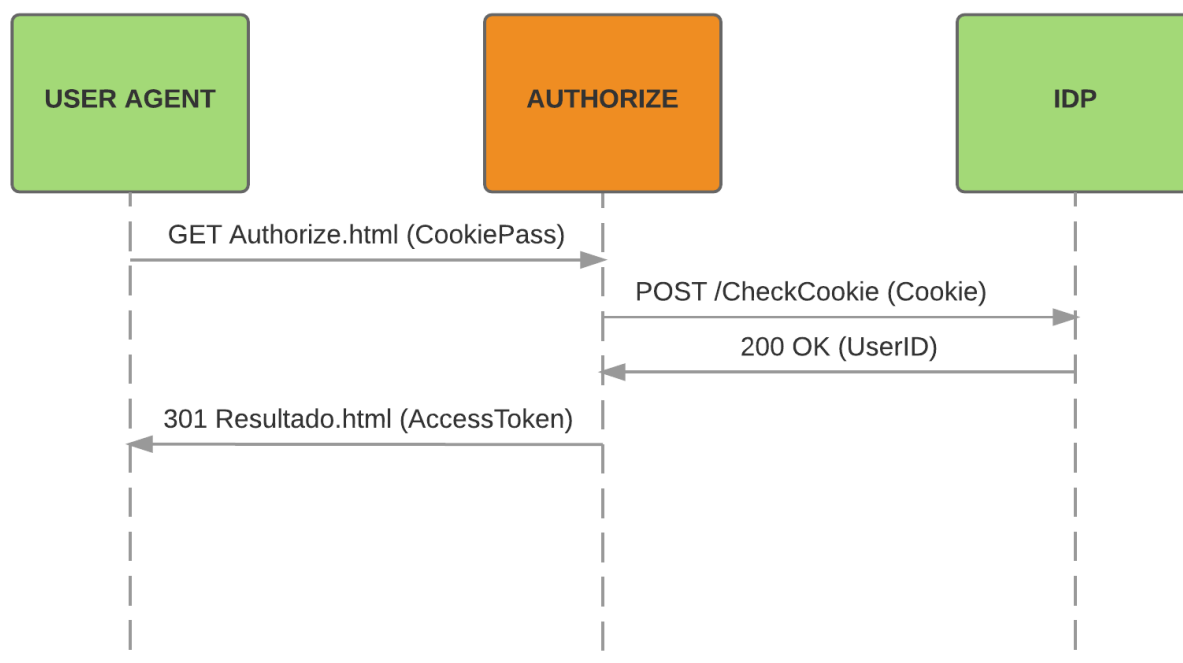 USER AGENT
AUTHORIZE
IDP
GET Authorize.html (CookiePass)
POST /CheckCookie (Cookie)
200 OK (UserID)
301 Resultado.html (AccessToken)